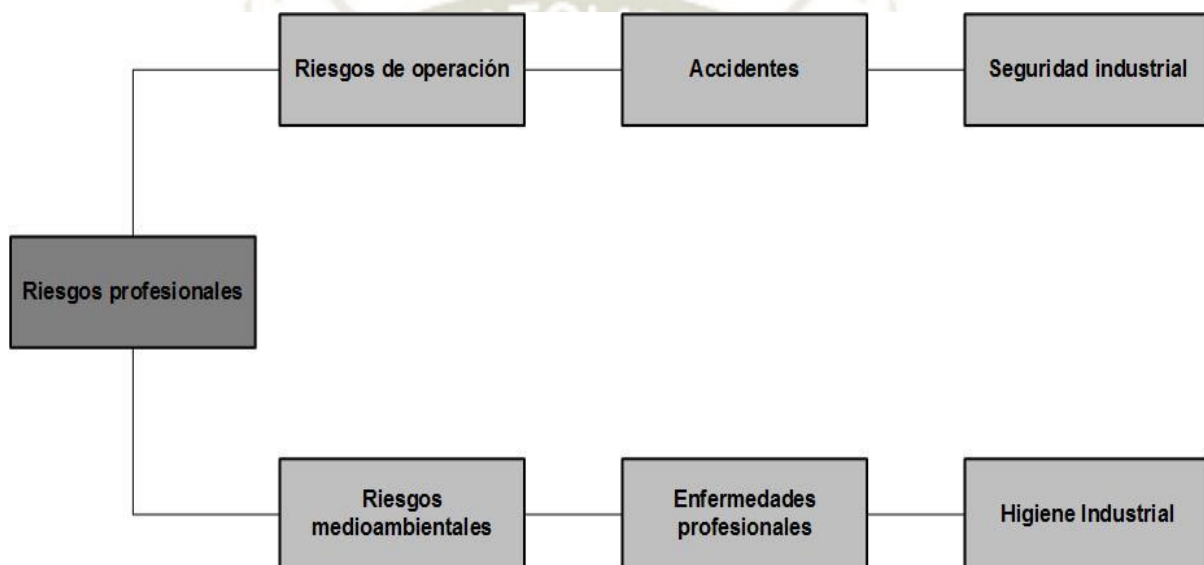 Riesgos de operación
Accidentes
Seguridad industrial
Riesgos profesionales
Riesgos
medioambientales
Enfermedades
profesionales
Higiene Industrial